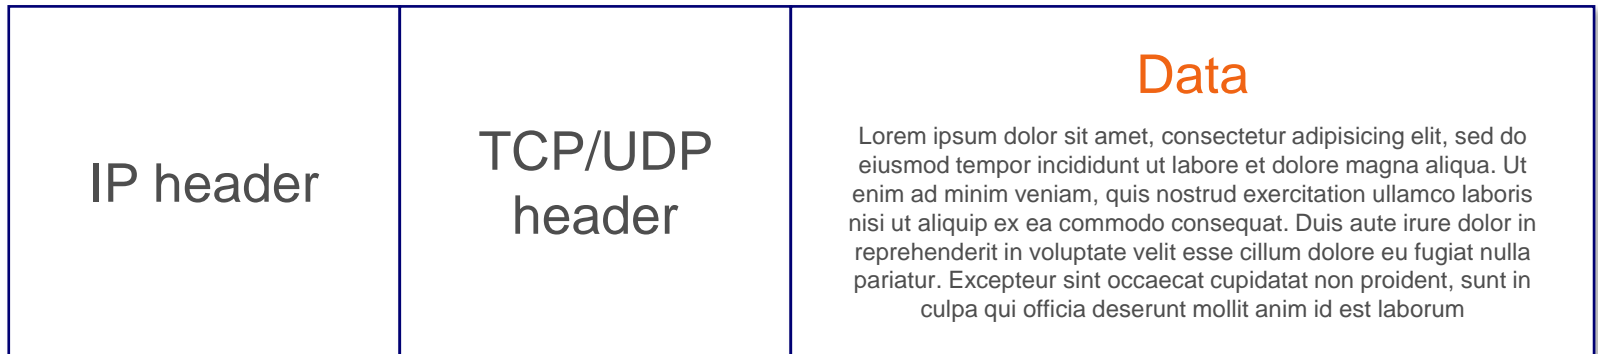 IP header
TCP/UDP
header
Data
Lorem ipsum dolor sit amet, consectetur adipisicing elit, sed do
eiusmod tempor incididunt ut labore et dolore magna aliqua. Ut
enim ad minim veniam, quis nostrud exercitation ullamco laboris
nisi ut aliquip ex ea commodo consequat. Duis aute irure dolor in
reprehenderit in voluptate velit esse cillum dolore eu fugiat nulla
pariatur. Excepteur sint occaecat cupidatat non proident, sunt in
culpa qui officia deserunt mollit anim id est laborum